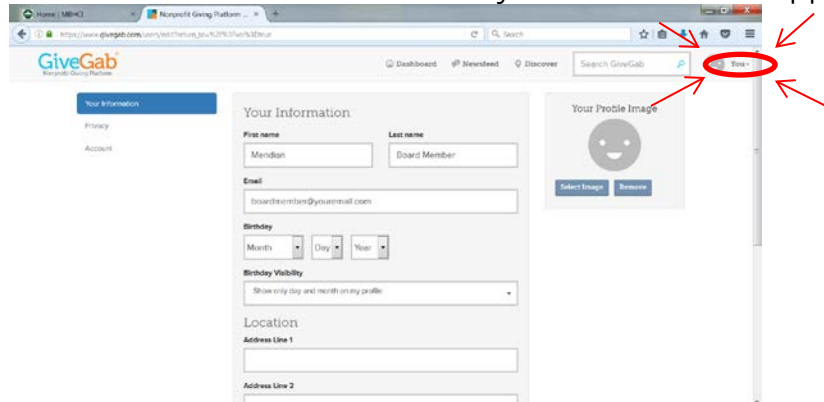 Home | MBHCI
Nonprofit Giving Platform ...
Search
GiveGab
Nonprofit Giving Platform
Dashboard Newsfeed Discover Search GiveGab You
Your Information
Privacy
Account
Your Information
First name Last name
Meridian Board Member
Email
boardmember@youremail.com
Birthday
Month Day Year
Birthday Visibility
Show only day and month on my profile
Location
Address Line 1
Address Line 2
Your Profile Image
Select Image Remove